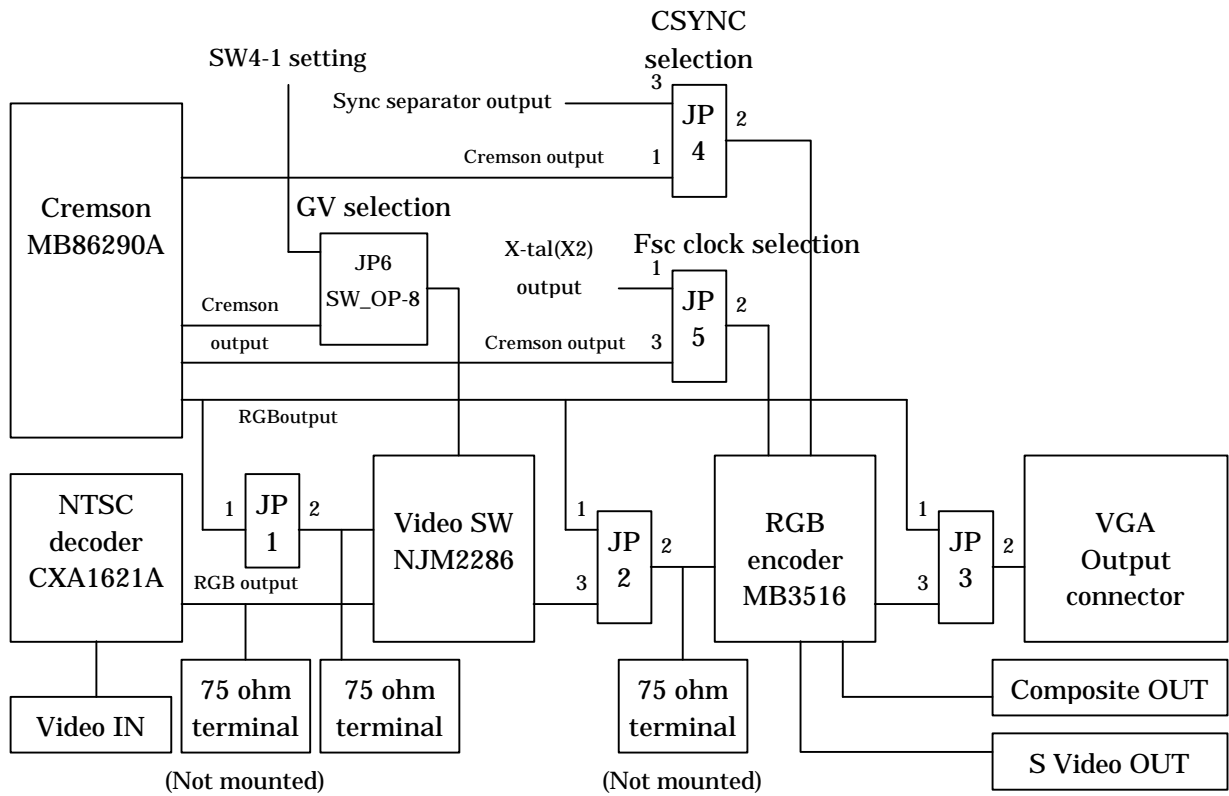 CSYNC
selection
SW4-1 setting
Sync separator output
3
JP
4
2
Cremson output
1
Cremson
MB86290A
GV selection
JP6
SW_OP-8
Cremson
output
X-tal(X2)
output
Fsc clock selection
1
JP
5
2
Cremson output
3
RGBoutput
NTSC
decoder
CXA1621A
1
JP
1
2
RGB output
Video SW
NJM2286
1
3
JP
2
2
RGB
encoder
MB3516
1
3
JP
3
2
VGA
Output
connector
Video IN
75 ohm
terminal
75 ohm
terminal
75 ohm
terminal
Composite OUT
S Video OUT
(Not mounted)
(Not mounted)